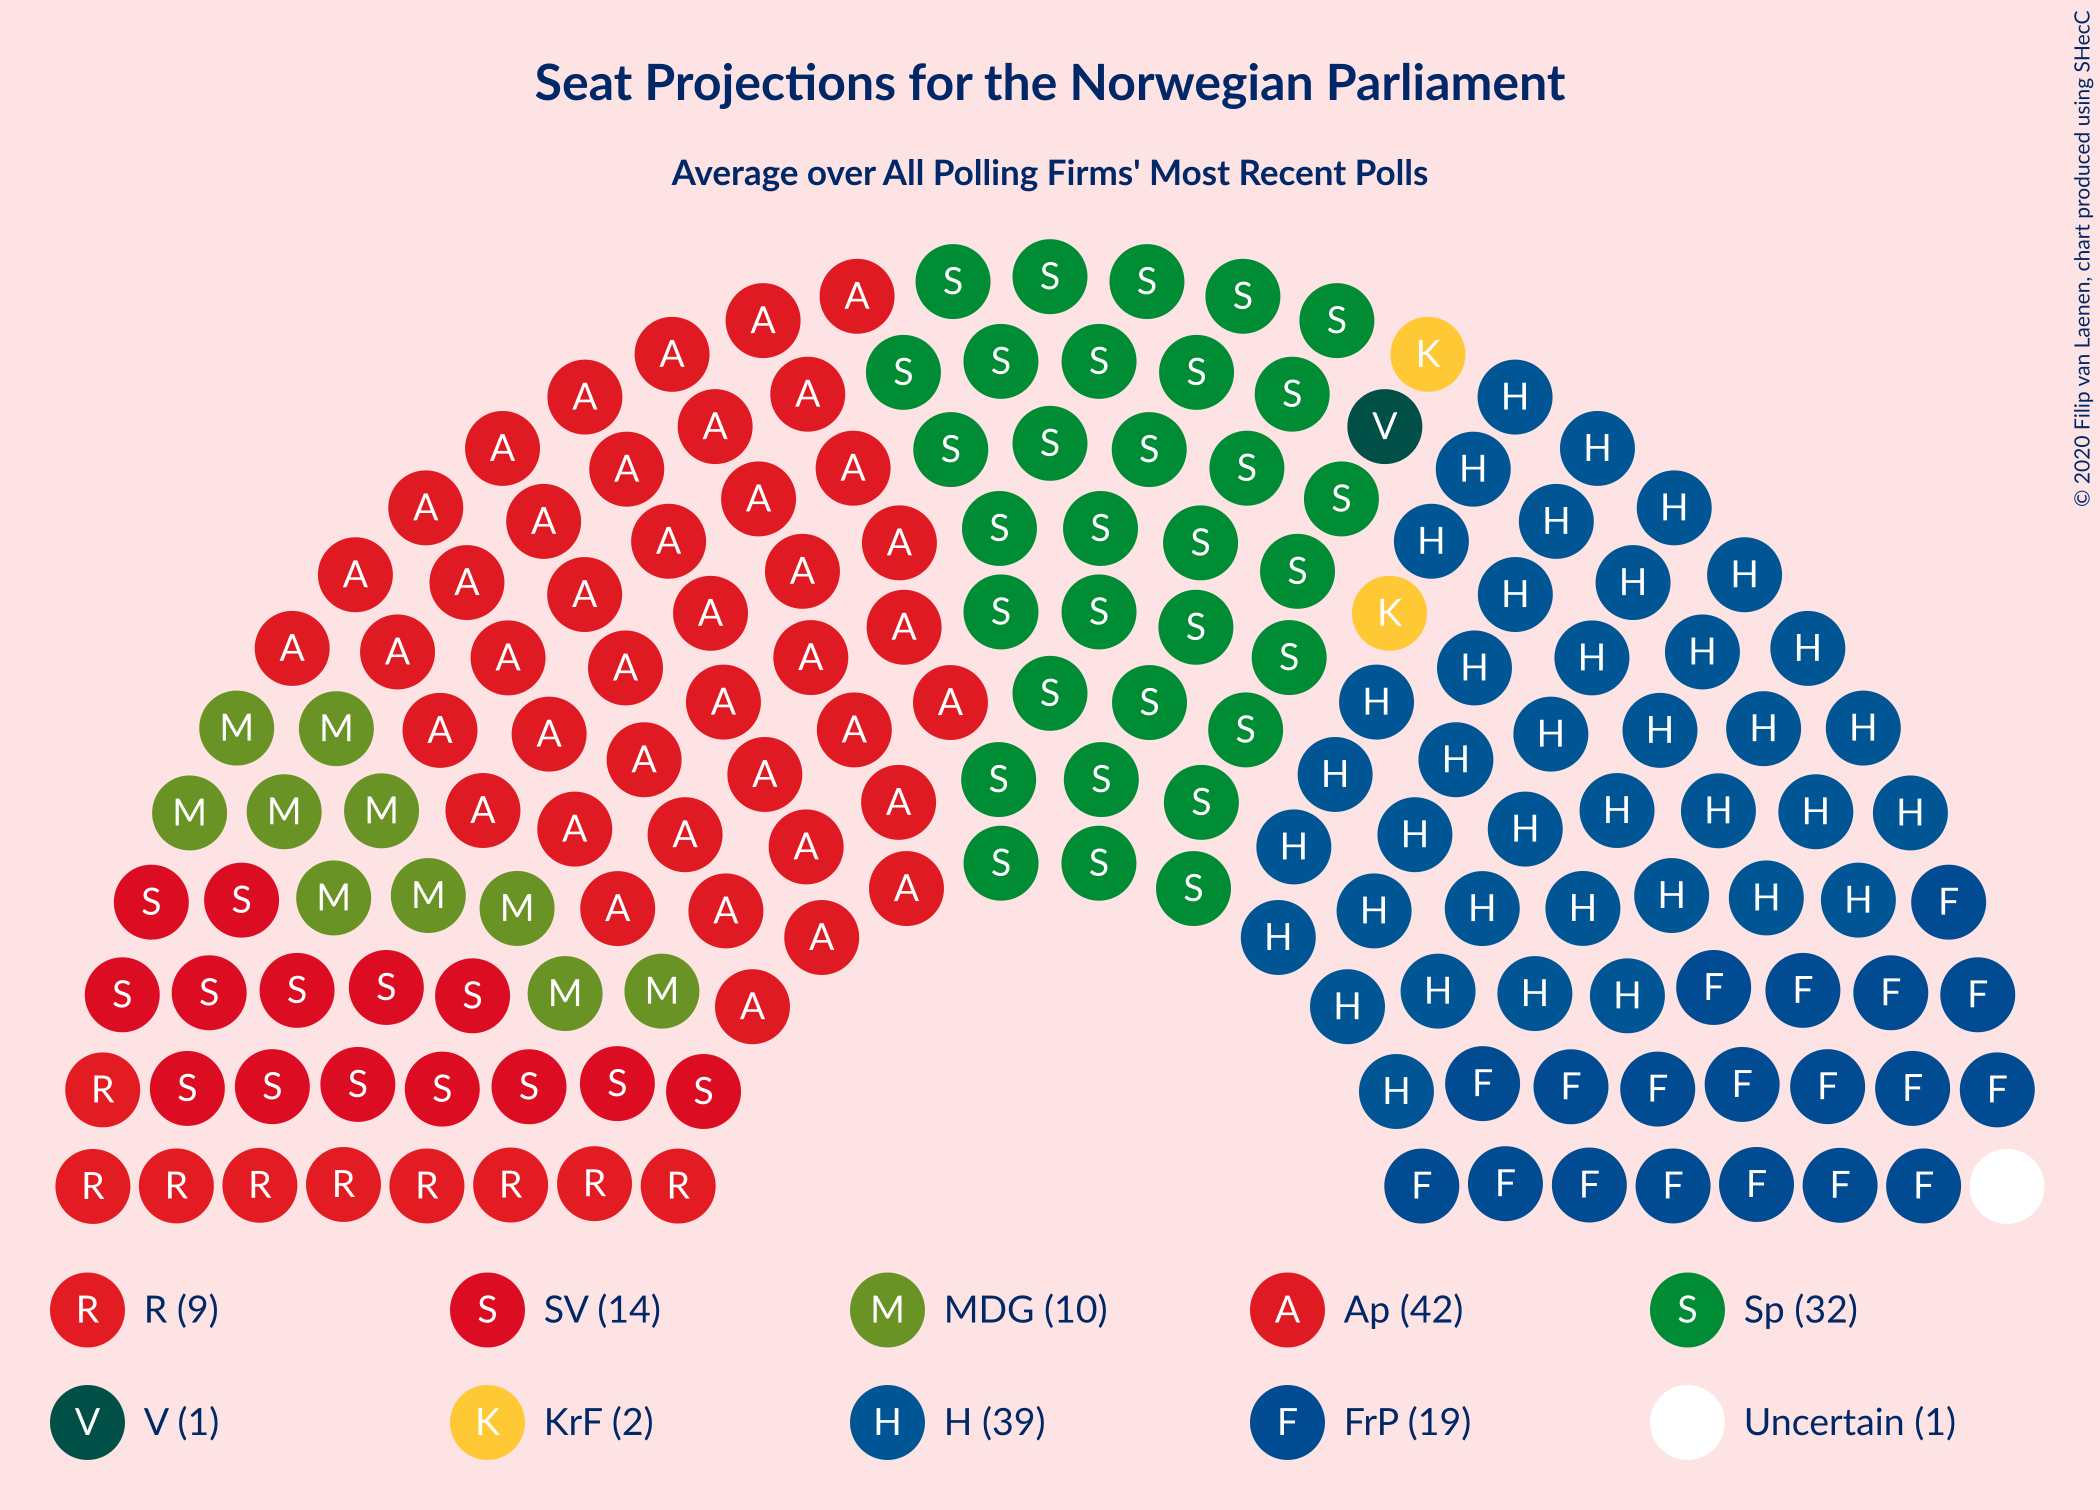 Seat Projections for the Norwegian Parliament
Average over All Polling Firms' Most Recent Polls
© 2020 Filip van Laenen, chart produced using SHecC
A A S S S S S K H H
A A A S S S S S V H H H
A A A A S S S S S H H H H
A A A A A S S S S K H H H H H
A A A A A A S S S S H H H H H H
M M A A A A A A S S S H H H H H H H
M M M A A A A A S S S H H H H H H H
S S M M M A A A A S S S H H H H H H H F
S S S S S M M A H H H H F F F F
R S S S S S S S H F F F F F F F
R R R R R R R R F F F F F F F
R R (9) S SV (14) M MDG (10) A Ap (42) S Sp (32)
V V (1) K KrF (2) H H (39) F FrP (19) Uncertain (1)